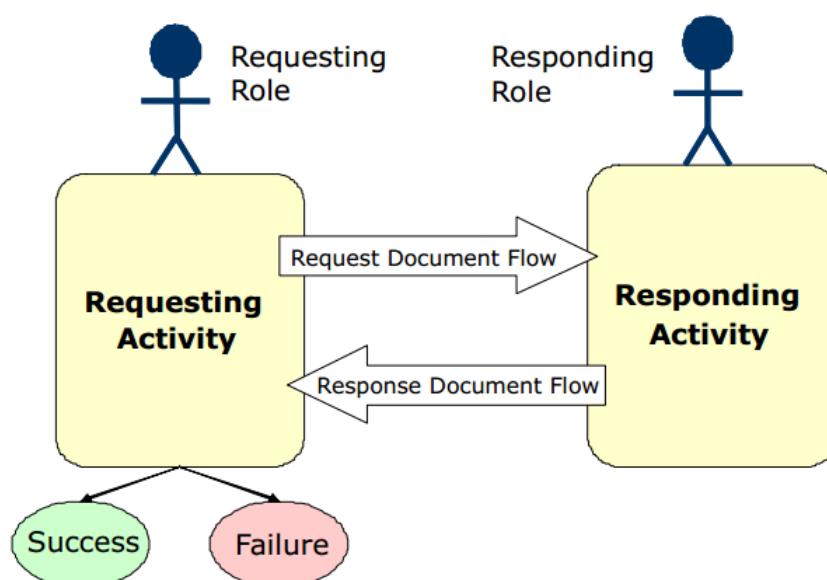 Requesting
Role
Responding
Role
Request Document Flow
Requesting
Activity
Responding
Activity
Response Document Flow
Success
Failure